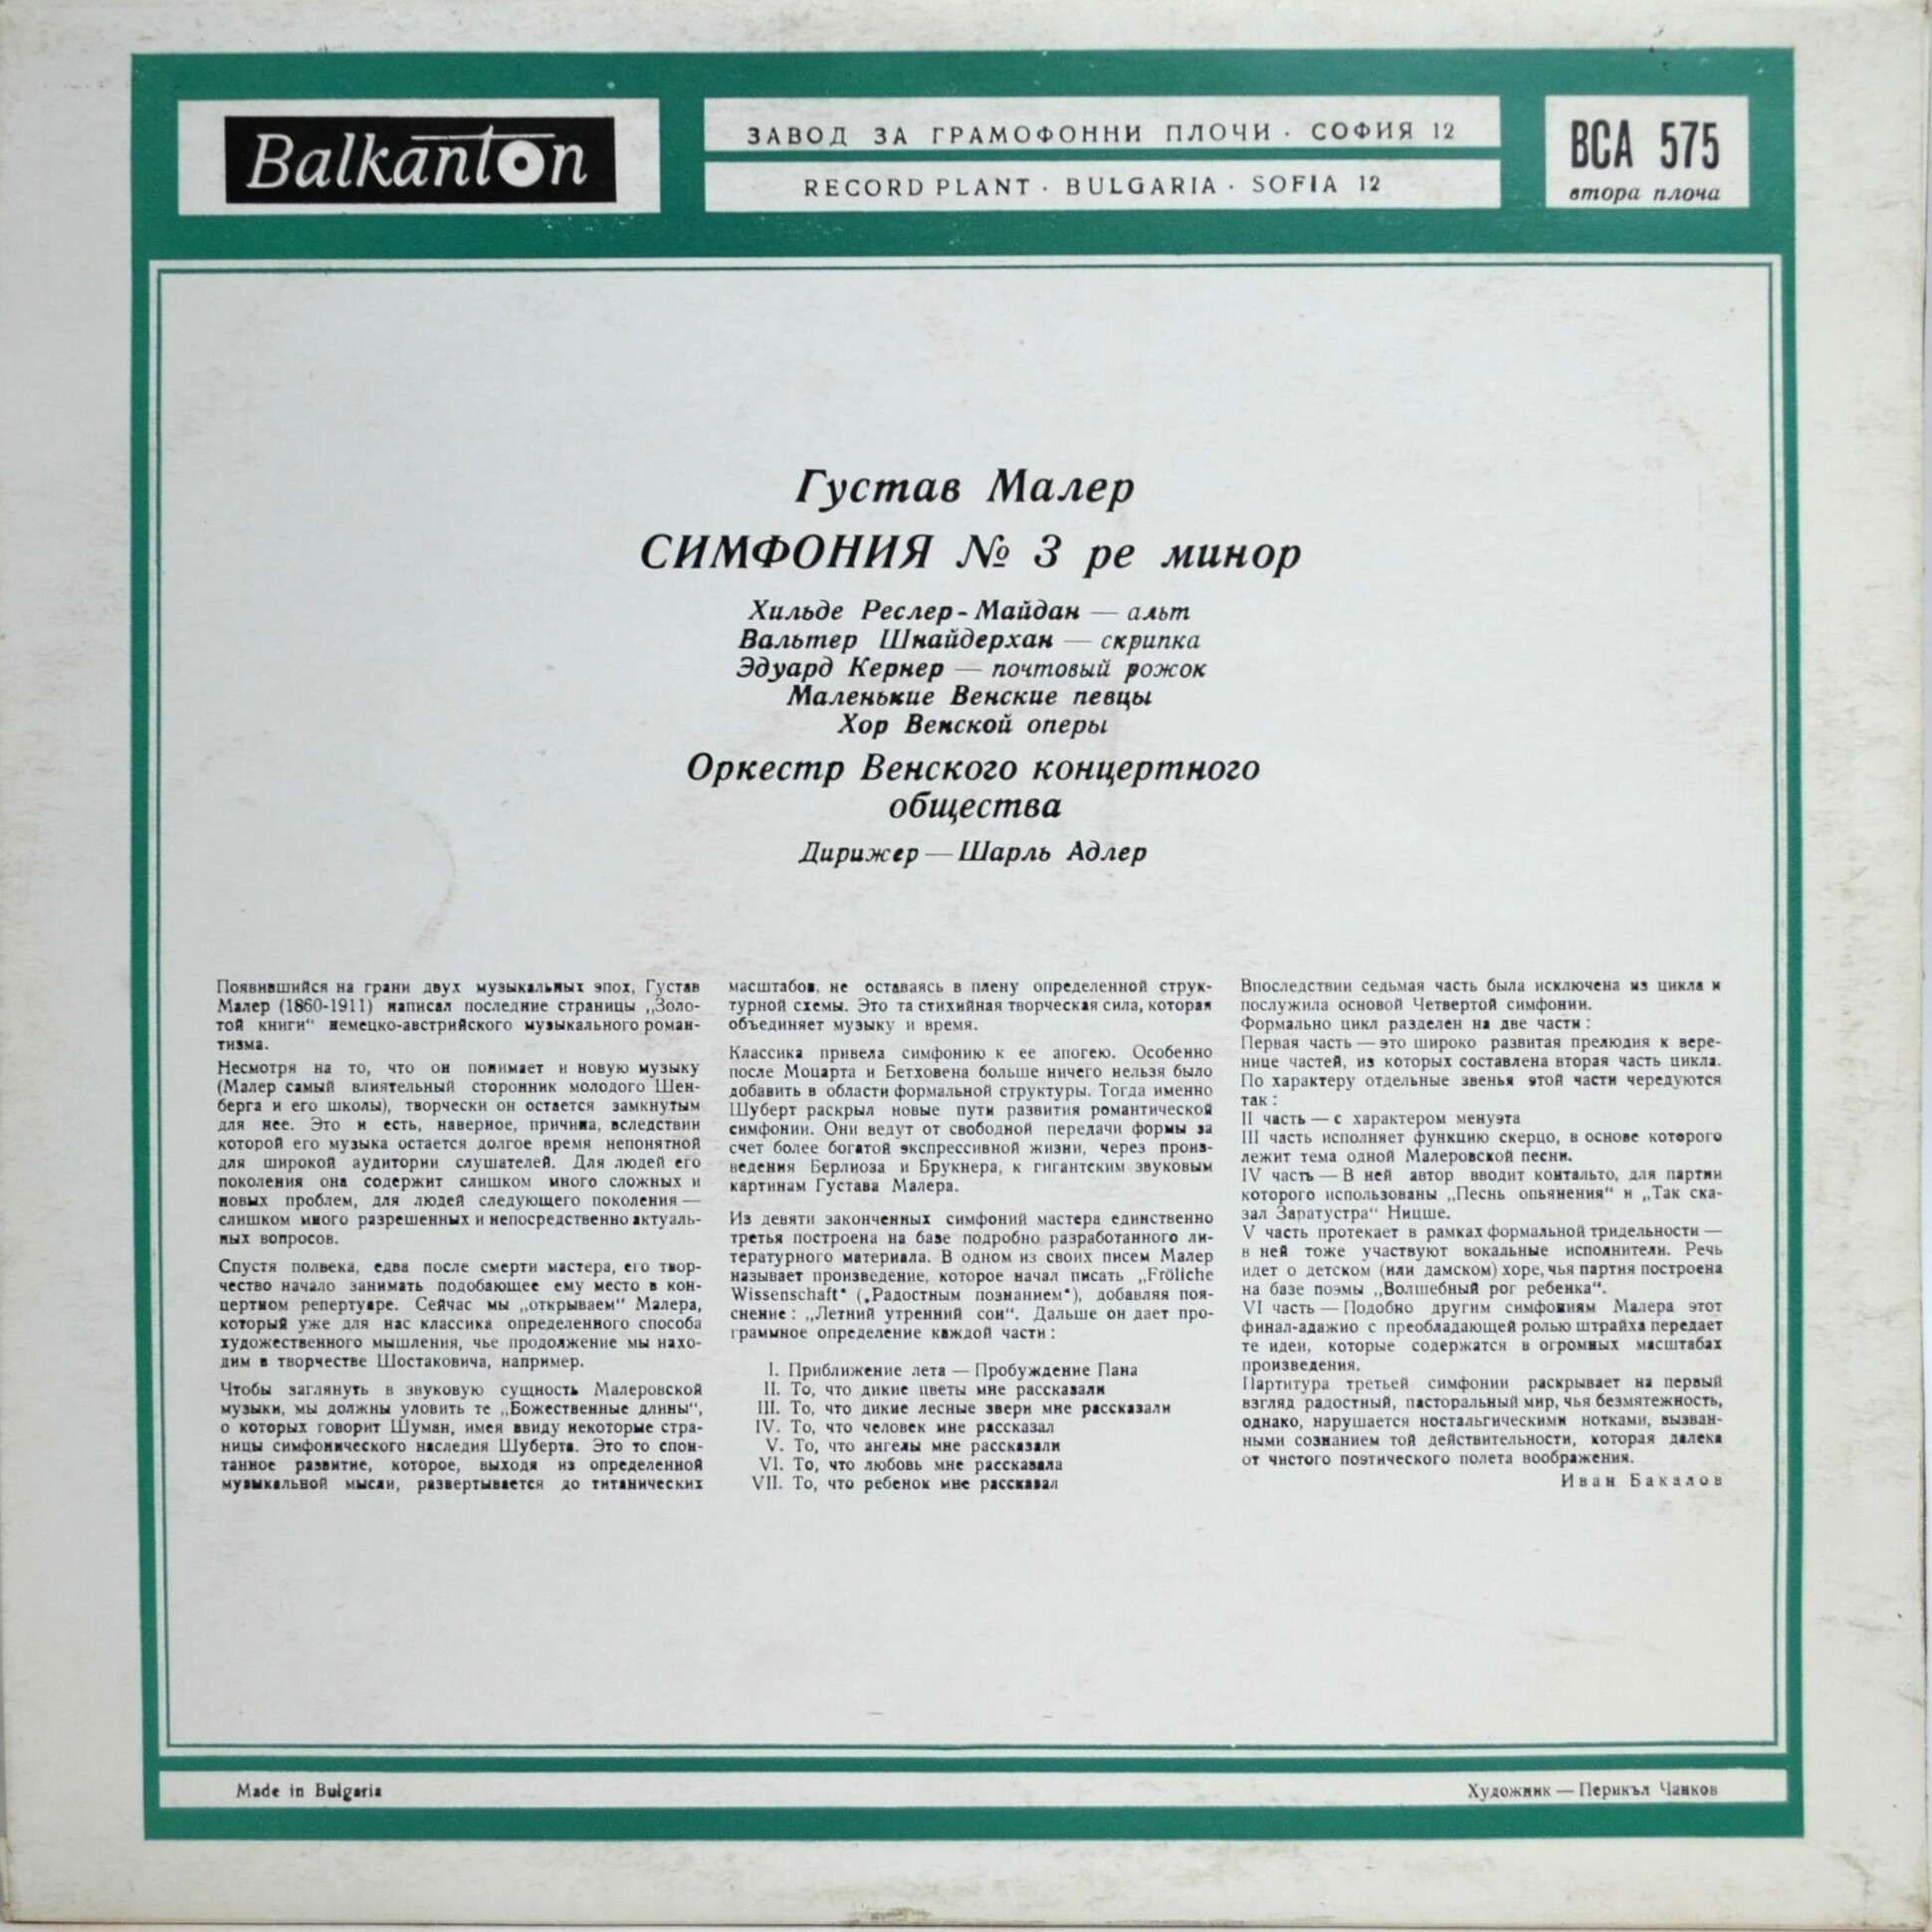 Balkanton
ЗАВОД ЗА ГРАМОФОННИ ПЛОЧИ · СОФИЯ 12
RECORD PLANT · BULGARIA · SOFIA 12
ВСА 575
втора плоча
Густав Малер
СИМФОНИЯ № 3 ре минор
Хильде Реслер-Майдан — альт
Вальтер Шнайдерхан — скрипка
Эдуард Кернер — почтовый рожок
Маленькие Венские певцы
Хор Венской оперы
Оркестр Венского концертного
общества
Дирижер — Шарль Адлер
Появившийся на грани двух музыкальных эпох, Густав
Малер (1860-1911) написал последние страницы „Золо-
той книги“ немецко-австрийского музыкального роман-
тизма.
Несмотря на то, что он понимает и новую музыку
(Малер самый влиятельный сторонник молодого Шен-
берга и его школы), творчески он остается замкнутым
для нее. Это и есть, наверное, причина, вследствии
которой его музыка остается долгое время непонятной
для широкой аудитории слушателей. Для людей его
поколения она содержит слишком много сложных и
новых проблем, для людей следующего поколения —
слишком много разрешенных и непосредственно актуаль-
ных вопросов.
Спустя полвека, едва после смерти мастера, его твор-
чество начало занимать подобающее ему место в кон-
цертном репертуаре. Сейчас мы „открываем“ Малера,
который уже для нас классика определенного способа
художественного мышления, чье продолжение мы нахо-
дим в творчестве Шостаковича, например.
Чтобы заглянуть в звуковую сущность Малеровской
музыки, мы должны уловить те „Божественные длины“,
о которых говорит Шуман, имея ввиду некоторые стра-
ницы симфонического наследия Шуберта. Это то спон-
танное развитие, которое, выходя из определенной
музыкальной мысли, развертывается до титанических
масштабов, не оставаясь в плену определенной струк-
турной схемы. Это та стихийная творческая сила, которая
объединяет музыку и время.
Классика привела симфонию к ее апогею. Особенно
после Моцарта и Бетховена больше ничего нельзя было
добавить в области формальной структуры. Тогда именно
Шуберт раскрыл новые пути развития романтической
симфонии. Они ведут от свободной передачи формы за
счет более богатой экспрессивной жизни, через произ-
ведения Берлиоза и Брукнера, к гигантским звуковым
картинам Густава Малера.
Из девяти законченных симфоний мастера единственно
третья построена на базе подробно разработанного ли-
тературного материала. В одном из своих писем Малер
называет произведение, которое начал писать „Fröliche
Wissenschaft“ („Радостным познанием“), добавляя поя-
снение: „Летний утренний сон“. Дальше он дает про-
граммное определение каждой части:
I. Приближение лета — Пробуждение Пана
II. То, что дикие цветы мне рассказали
III. То, что дикие лесные звери мне рассказали
IV. То, что человек мне рассказал
V. То, что ангелы мне рассказали
VI. То, что любовь мне рассказала
VII. То, что ребенок мне рассказал
Впоследствии седьмая часть была исключена из цикла и
послужила основой Четвертой симфонии.
Формально цикл разделен на две части:
Первая часть — это широко развитая прелюдия к вере-
нице частей, из которых составлена вторая часть цикла.
По характеру отдельные звенья этой части чередуются
так:
II часть — с характером менуэта
III часть исполняет функцию скерцо, в основе которого
лежит тема одной Малеровской песни.
IV часть — В ней автор вводит контальто, для партии
которого использованы „Песнь опьянения“ и „Так ска-
зал Заратустра“ Ницше.
V часть протекает в рамках формальной тридельности —
в ней тоже участвуют вокальные исполнители. Речь
идет о детском (или дамском) хоре, чья партия построена
на базе поэмы „Волшебный рог ребенка“.
VI часть — Подобно другим симфониям Малера этот
финал-адажио с преобладающей ролью штрайха передает
те идеи, которые содержатся в огромных масштабах
произведения.
Партитура третьей симфонии раскрывает на первый
взгляд радостный, пасторальный мир, чья безмятежность,
однако, нарушается ностальгическими нотками, вызван-
ными сознанием той действительности, которая далека
от чистого поэтического полета воображения.
Иван Бакалов
Made in Bulgaria
Художник — Перикъл Чанков